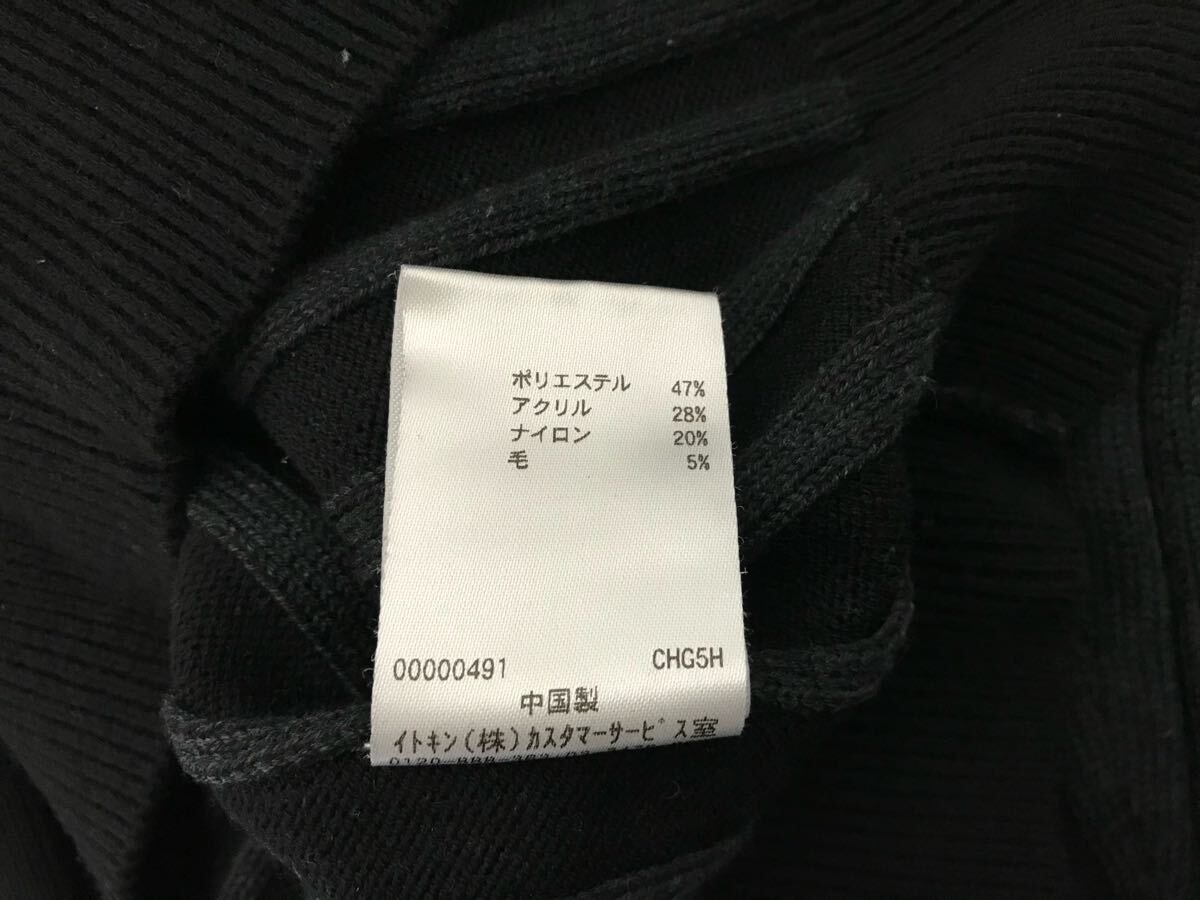 ポリエステル 47%
アクリル 28%
ナイロン 20%
毛 5%
00000491 CHG5H
中国製
イトキン(株)カスタマーサービス室